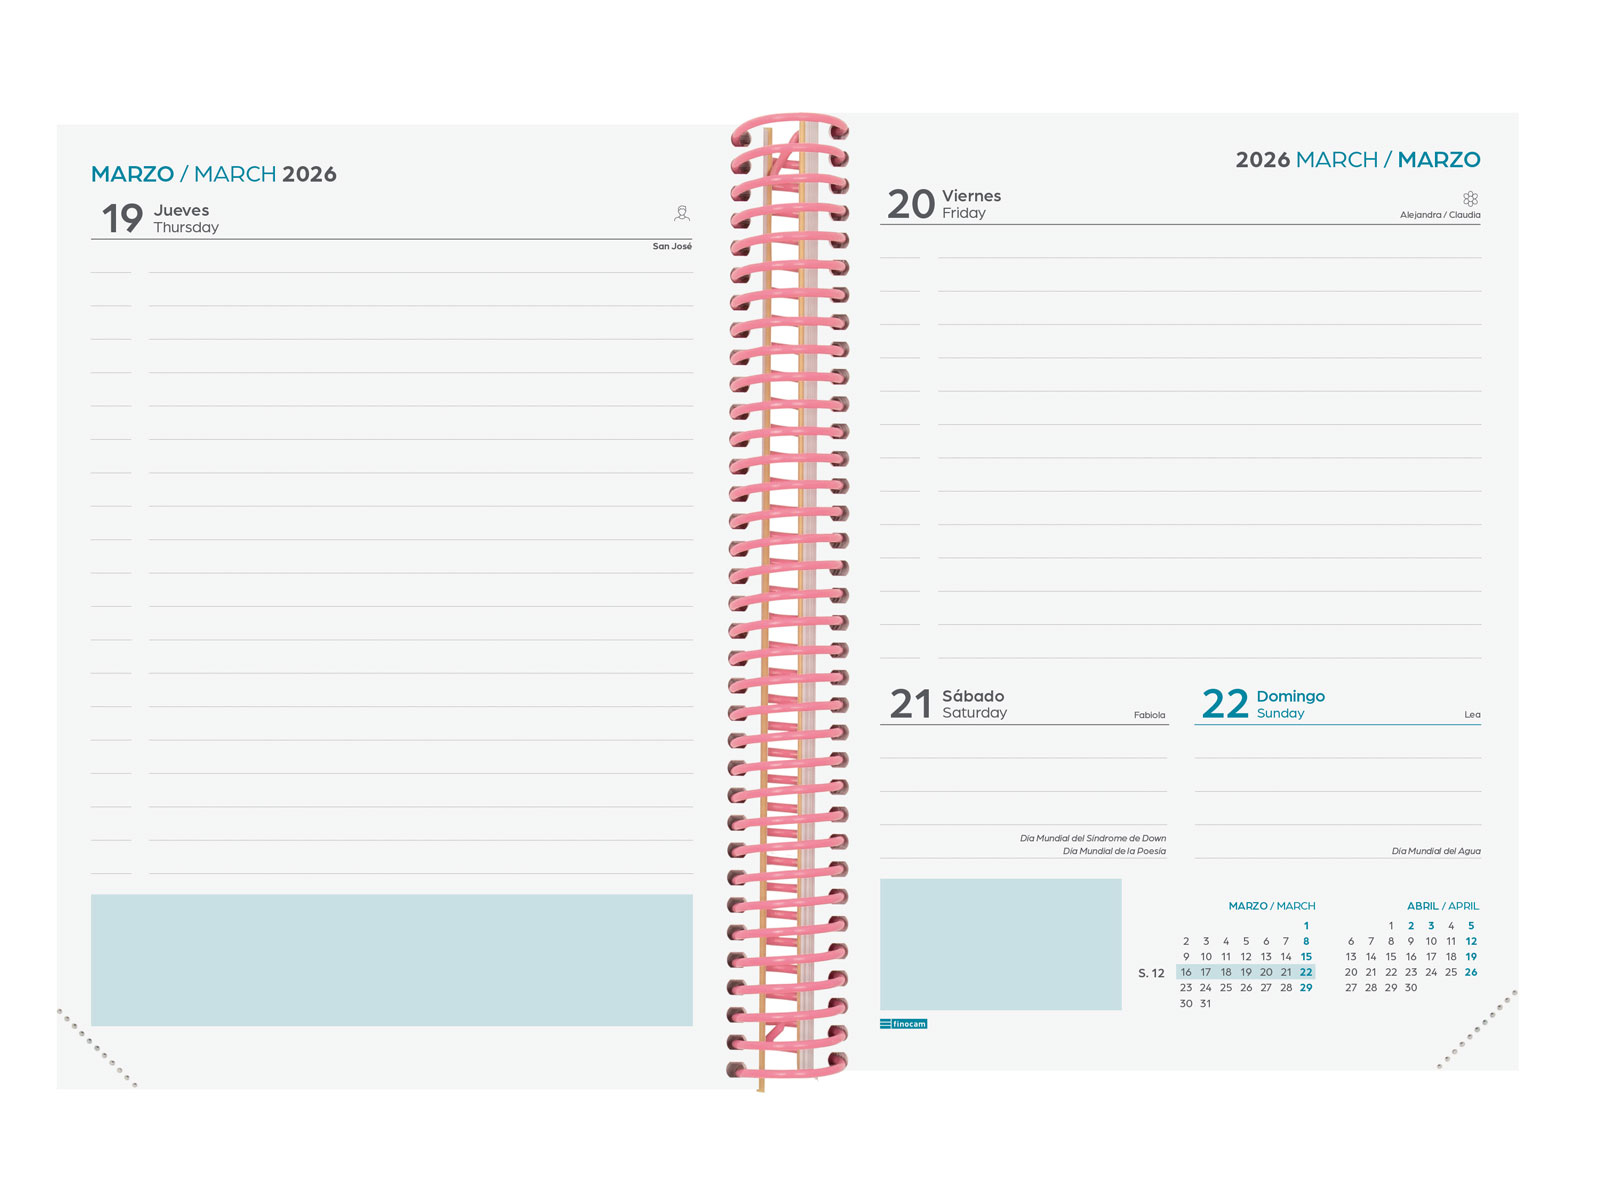 MARZO / MARCH 2026
19 Jueves
Thursday
San José
2026 MARCH / MARZO
20 Viernes
Friday
Alejandra / Claudia
21 Sábado
Saturday
Fabiola
Día Mundial del Síndrome de Down
Día Mundial de la Poesía
22 Domingo
Sunday
Lea
Día Mundial del Agua
MARZO / MARCH
1
2 3 4 5 6 7 8
9 10 11 12 13 14 15
S. 12 16 17 18 19 20 21 22
23 24 25 26 27 28 29
30 31
ABRIL / APRIL
1 2 3 4 5
6 7 8 9 10 11 12
13 14 15 16 17 18 19
20 21 22 23 24 25 26
27 28 29 30
finocam